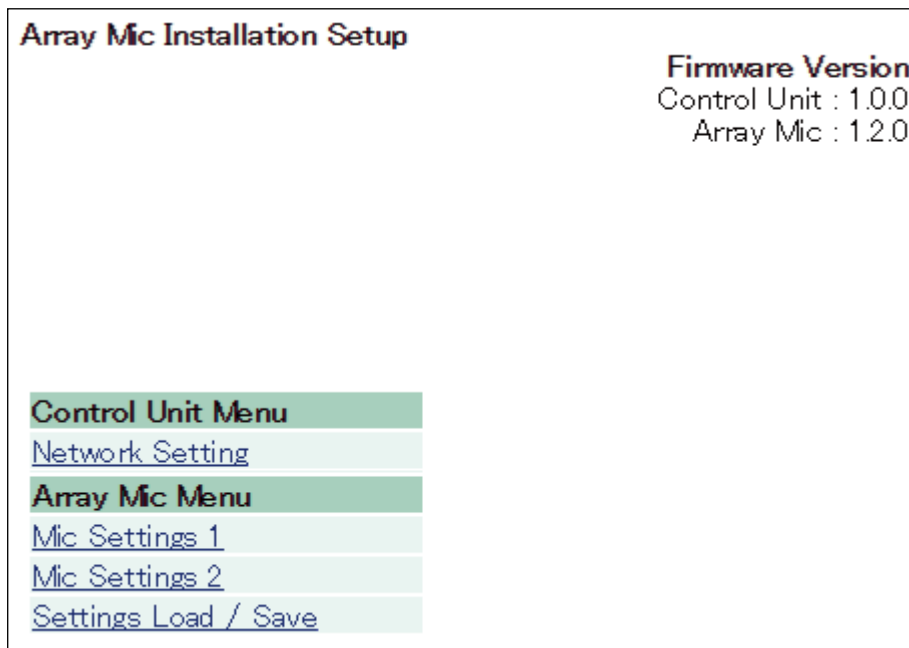 Array Mic Installation Setup
Firmware Version
Control Unit : 1.0.0
Array Mic : 1.2.0
Control Unit Menu
Network Setting
Array Mic Menu
Mic Settings 1
Mic Settings 2
Settings Load / Save